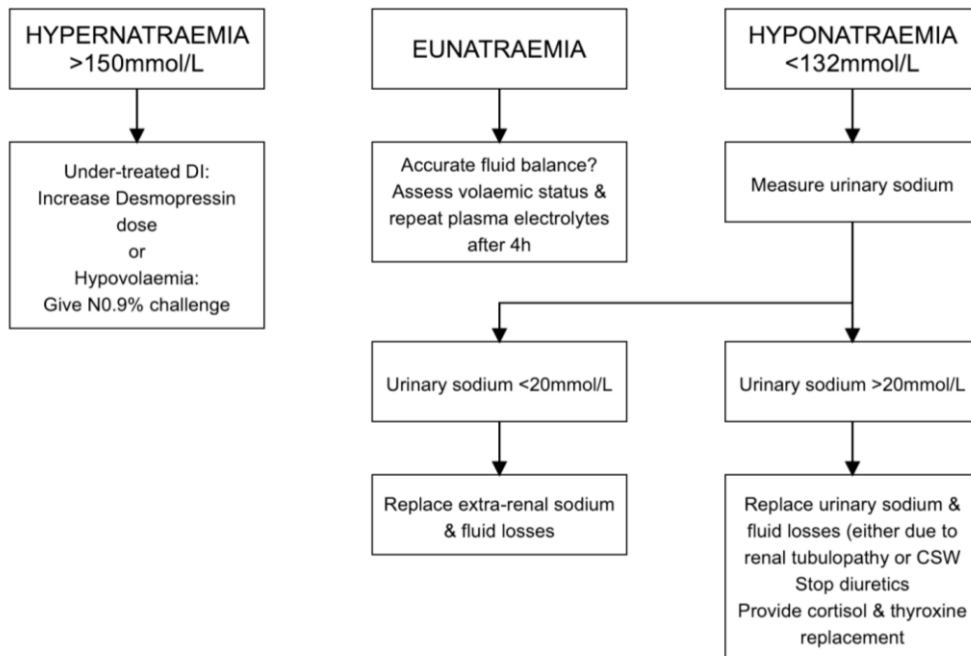 HYPERNATRAEMIA
>150mmol/L
EUNATRAEMIA
HYPONATRAEMIA
<132mmol/L
Under-treated DI:
Increase Desmopressin
dose
or
Hypovolaemia:
Give N0.9% challenge
Accurate fluid balance?
Assess volaemic status &
repeat plasma electrolytes
after 4h
Measure urinary sodium
Urinary sodium <20mmol/L
Urinary sodium >20mmol/L
Replace extra-renal sodium
& fluid losses
Replace urinary sodium &
fluid losses (either due to
renal tubulopathy or CSW
Stop diuretics
Provide cortisol & thyroxine
replacement